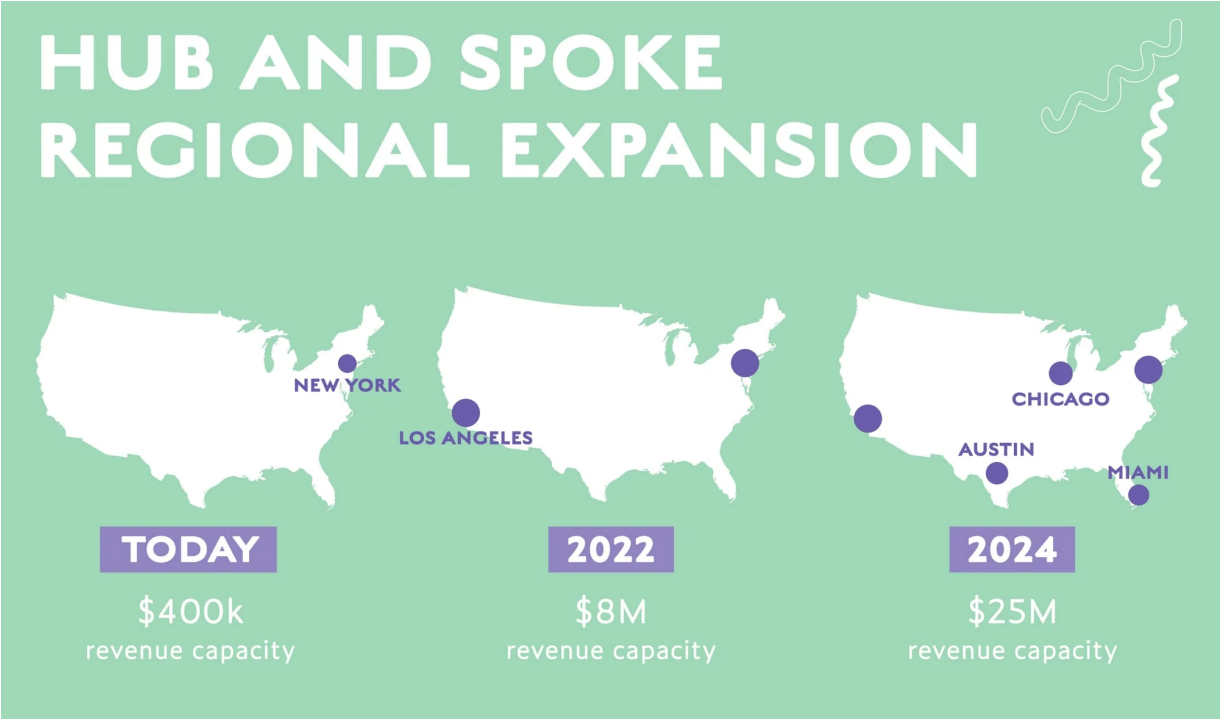 HUB AND SPOKE
REGIONAL EXPANSION
NEW YORK
TODAY
$400k
revenue capacity
LOS ANGELES
2022
$8M
revenue capacity
CHICAGO
AUSTIN
MIAMI
2024
$25M
revenue capacity